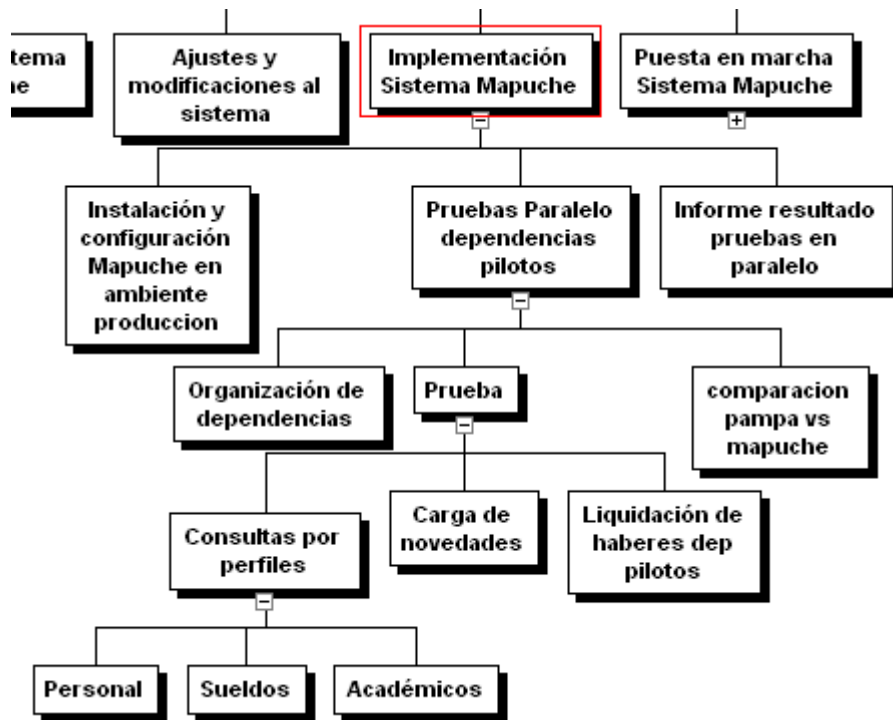 Ajustes y
modificaciones al
sistema
Implementación
Sistema Mapuche
Puesta en marcha
Sistema Mapuche
Instalación y
configuración
Mapuche en
ambiente
produccion
Pruebas Paralelo
dependencias
pilotos
Informe resultado
pruebas en
paralelo
Organización de
dependencias
Prueba
comparacion
pampa vs
mapuche
Consultas por
perfiles
Carga de
novedades
Liquidación de
haberes dep
pilotos
Personal
Sueldos
Académicos